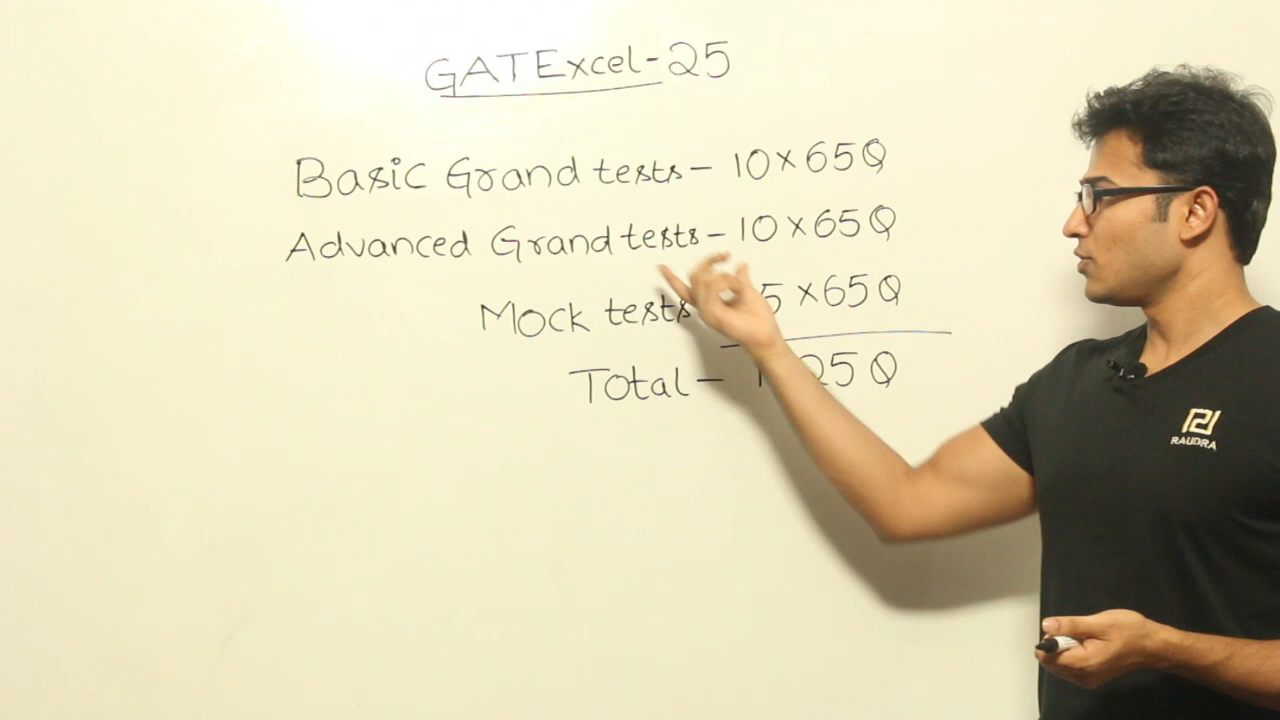 GATExcel-25
Basic Grand tests - 10 x 65Q
Advanced Grand tests - 10 x 65Q
Mock tests 5 x 65Q
Total - 25Q
RAUDRA